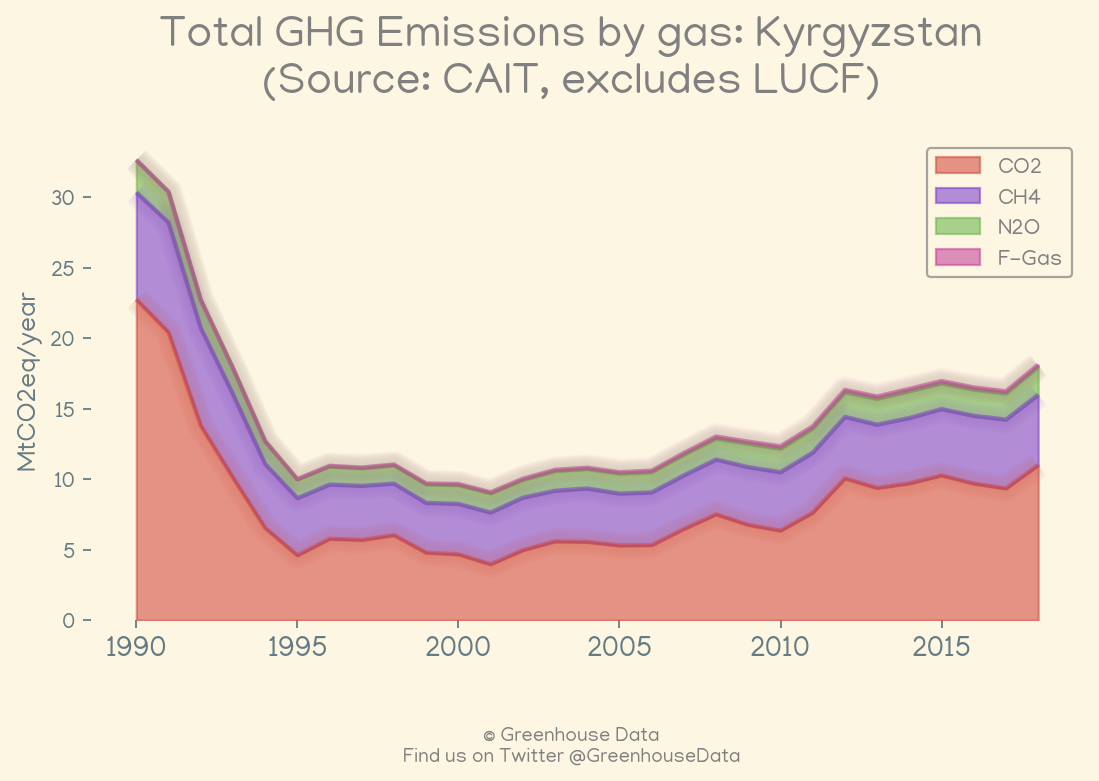 Total GHG Emissions by gas: Kyrgyzstan
(Source: CAIT, excludes LUCF)
CO2
CH4
N2O
F-Gas
MtCO2eq/year
30
25
20
15
10
5
0
1990 1995 2000 2005 2010 2015
© Greenhouse Data
Find us on Twitter @GreenhouseData